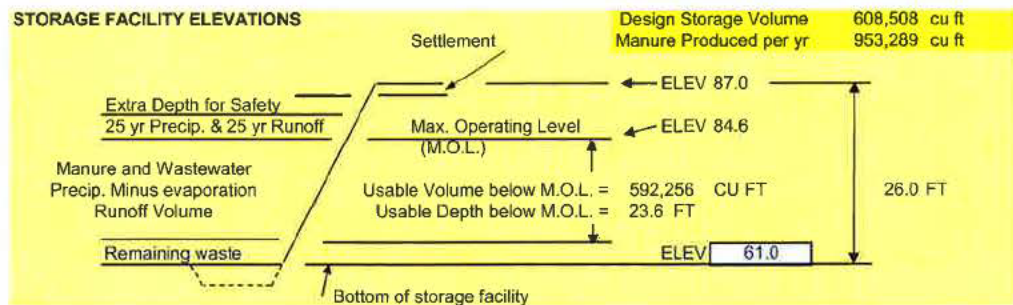 STORAGE FACILITY ELEVATIONS
Design Storage Volume 608,508 cu ft
Manure Produced per yr 953,289 cu ft
Settlement
ELEV 87.0
Extra Depth for Safety
25 yr Precip. & 25 yr Runoff
Max. Operating Level
(M.O.L.)
ELEV 84.6
Manure and Wastewater
Precip. Minus evaporation
Runoff Volume
Usable Volume below M.O.L. = 592,256 CU FT
Usable Depth below M.O.L. = 23.6 FT
26.0 FT
Remaining waste
ELEV 61.0
Bottom of storage facility